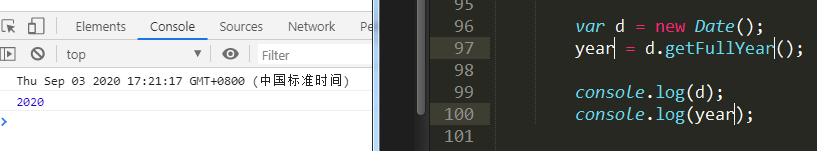 Elements Console Sources Network Pe
top Filter
Thu Sep 03 2020 17:21:17 GMT+0800 (中国标准时间)
2020
95
96 var d = new Date();
97 year = d.getFullYear();
98
99 console.log(d);
100 console.log(year);
101